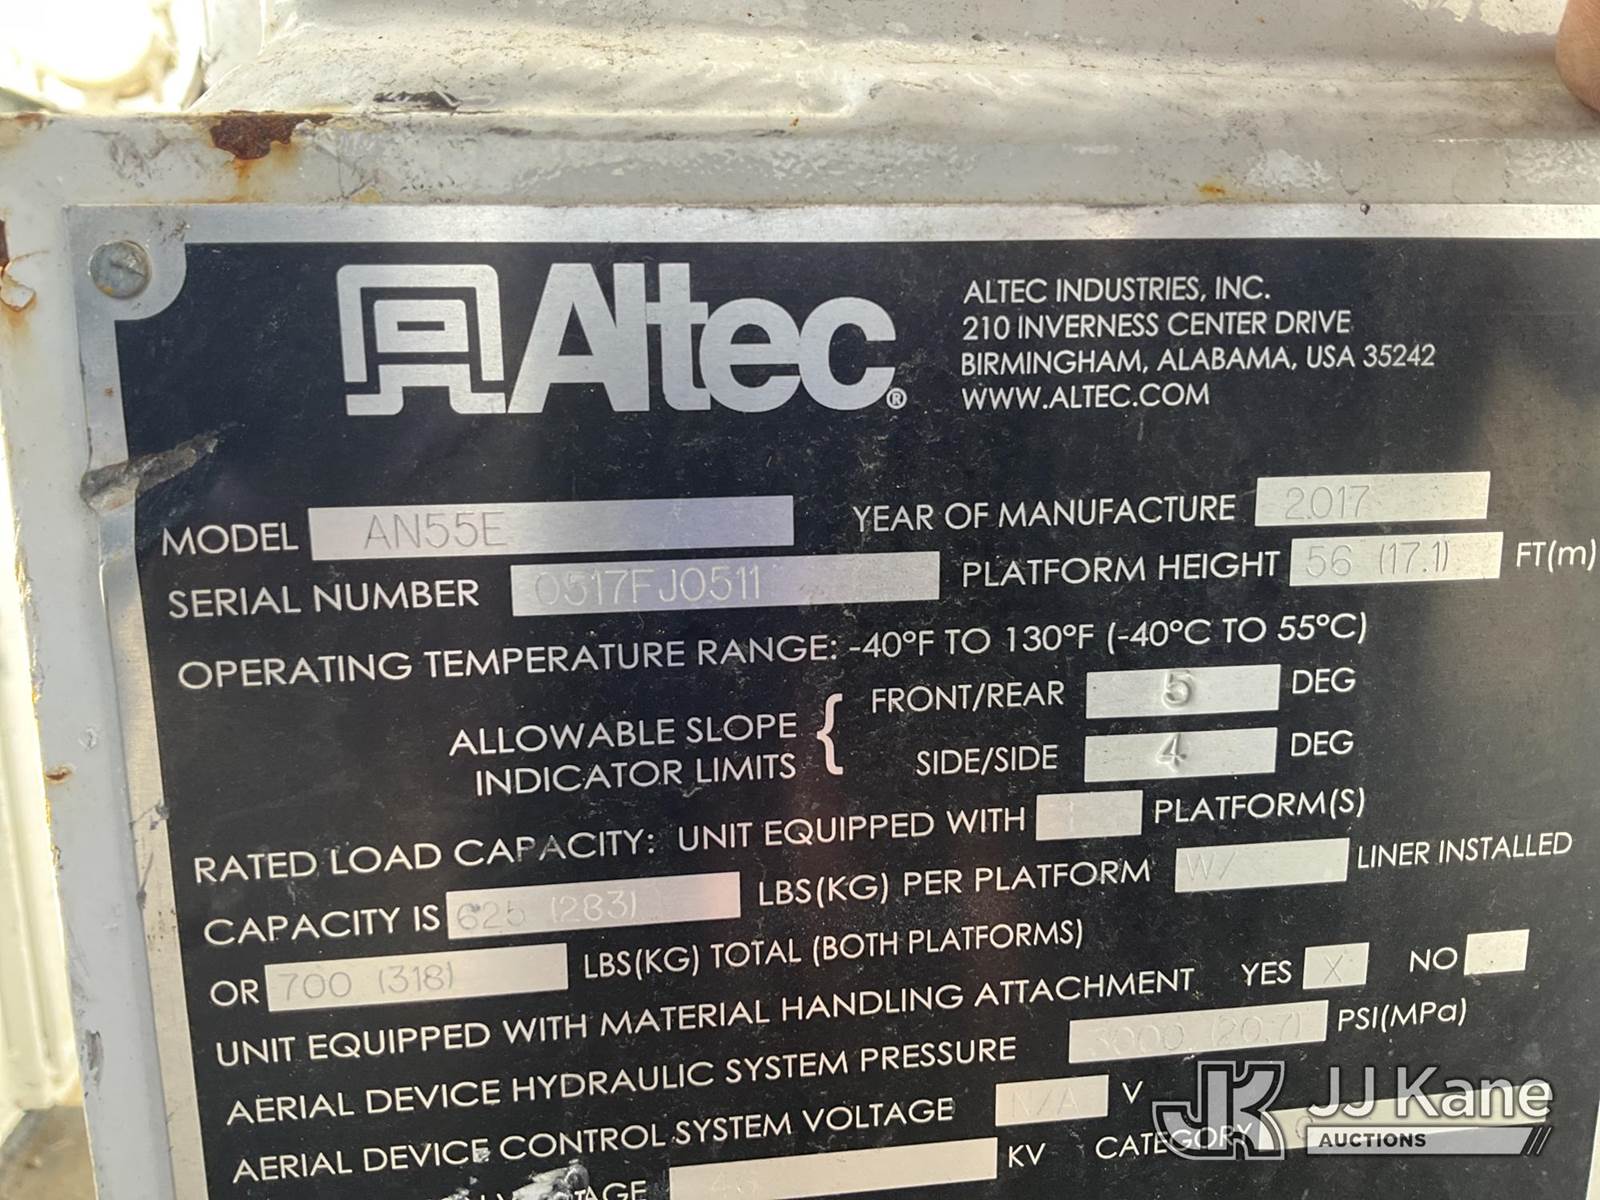 Altec®
ALTEC INDUSTRIES, INC.
210 INVERNESS CENTER DRIVE
BIRMINGHAM, ALABAMA, USA 35242
WWW.ALTEC.COM
MODEL AN55E YEAR OF MANUFACTURE 2017
SERIAL NUMBER 0517FJ0511 PLATFORM HEIGHT 56 (17.1) FT(m)
OPERATING TEMPERATURE RANGE: -40°F TO 130°F (-40°C TO 55°C)
ALLOWABLE SLOPE INDICATOR LIMITS { FRONT/REAR 5 DEG
SIDE/SIDE 4 DEG
RATED LOAD CAPACITY: UNIT EQUIPPED WITH 1 PLATFORM(S)
CAPACITY IS 625 (283) LBS(KG) PER PLATFORM W/ LINER INSTALLED
OR 700 (318) LBS(KG) TOTAL (BOTH PLATFORMS)
UNIT EQUIPPED WITH MATERIAL HANDLING ATTACHMENT YES X NO
AERIAL DEVICE HYDRAULIC SYSTEM PRESSURE 3000 (20.7) PSI(MPa)
AERIAL DEVICE CONTROL SYSTEM VOLTAGE N/A V
KV CATEGORY
JK JJ Kane
AUCTIONS